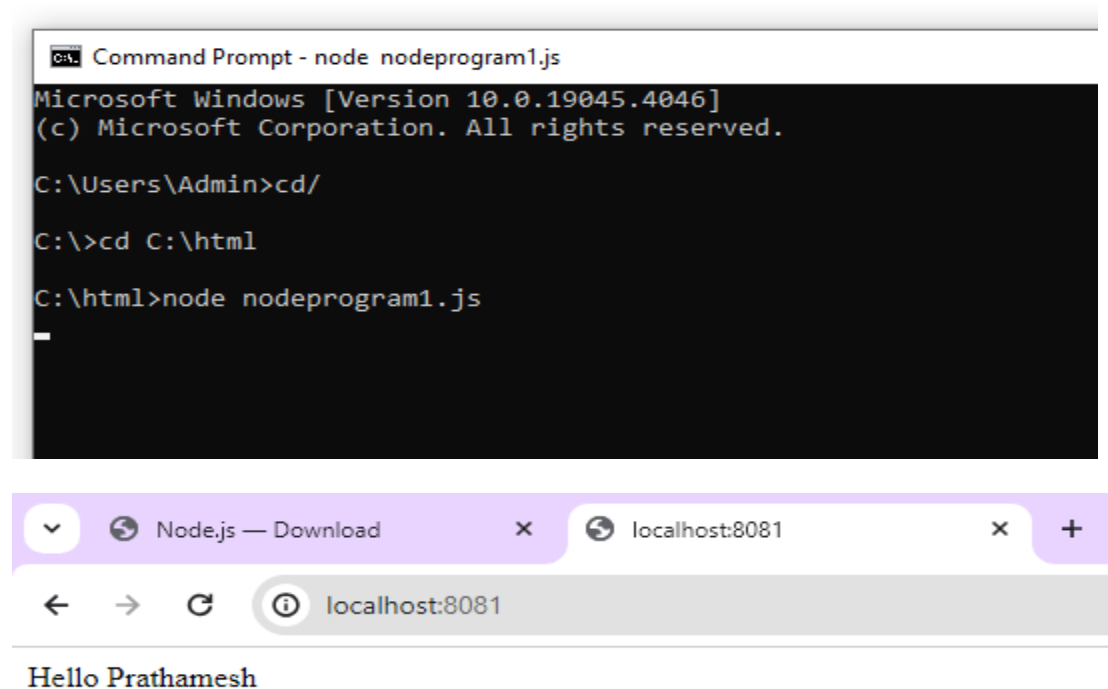 Command Prompt - node nodeprogram1.js
Microsoft Windows [Version 10.0.19045.4046]
(c) Microsoft Corporation. All rights reserved.
C:\Users\Admin>cd/
C:\>cd C:\html
C:\html>node nodeprogram1.js
Node.js — Download
localhost:8081
localhost:8081
Hello Prathamesh